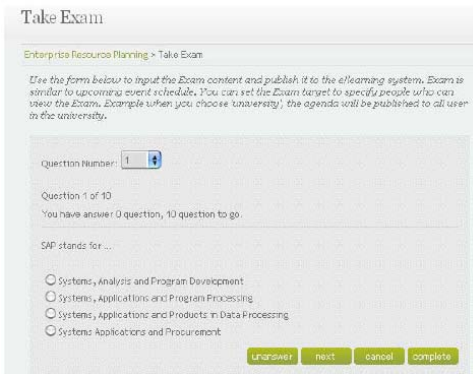 Take Exam
Enterprise Resource Planning > Take Exam
Use the form below to input the Exam content and publish it to the e/learning system. Exam is
similar to upcoming event schedule. You can set the Exam target to specify people who can
view the Exam. Example when you choose 'university', the agenda will be published to all user
in the university.
Question Number: 1
Question 1 of 10
You have answer 0 question, 10 question to go.
SAP stands for ...
Systems, Analysis and Program Development
Systems, Applications and Program Processing
Systems, Applications and Products in Data Processing
Systems Applications and Procurement
unanswer next cancel complete